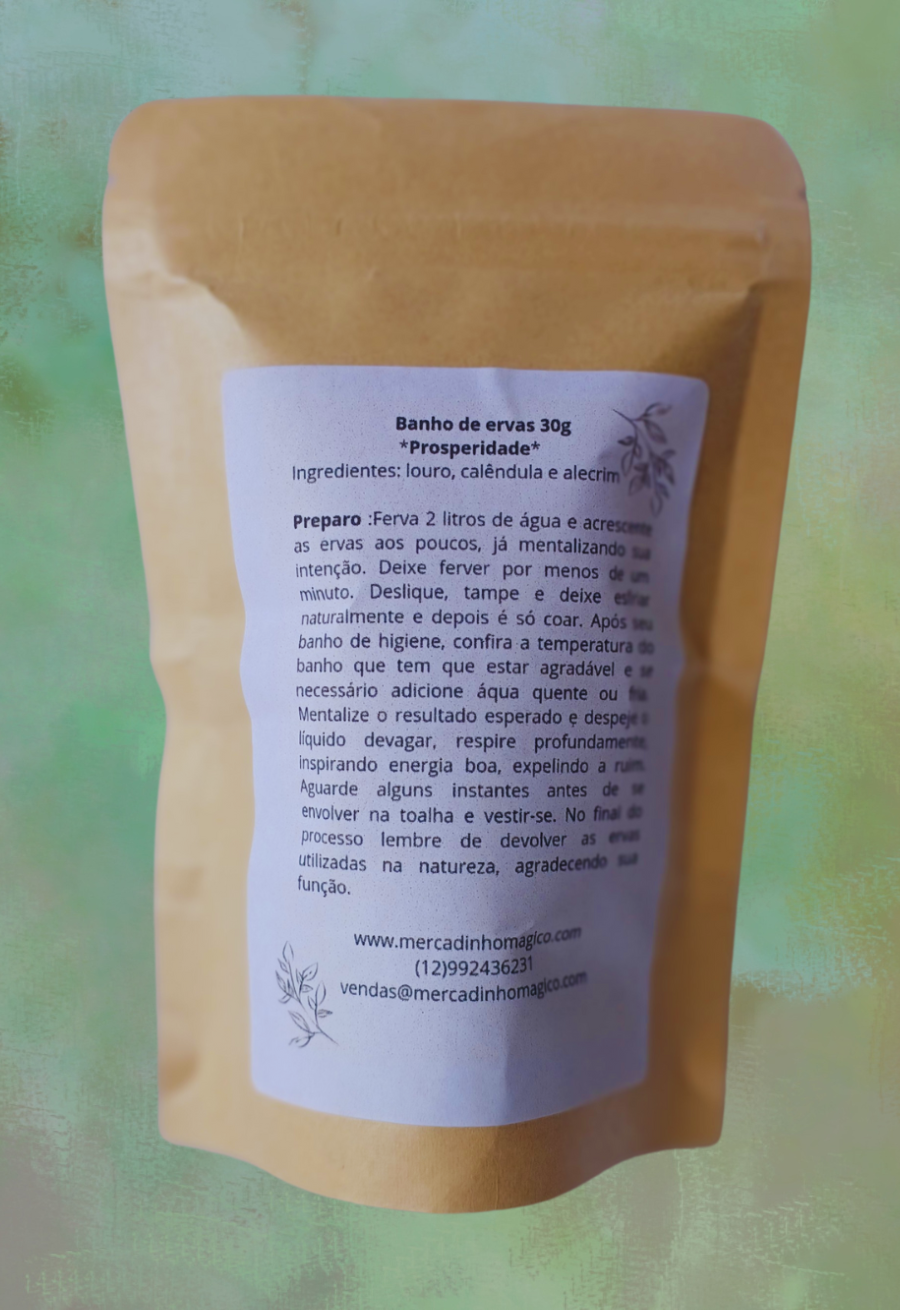 Banho de ervas 30g
*Prosperidade*
Ingredientes: louro, calêndula e alecrim
Preparo :Ferva 2 litros de água e acrescente
as ervas aos poucos, já mentalizando sua
intenção. Deixe ferver por menos de um
minuto. Deslique, tampe e deixe esfriar
naturalmente e depois é só coar. Após seu
banho de higiene, confira a temperatura do
banho que tem que estar agradável e se
necessário adicione áqua quente ou fria.
Mentalize o resultado esperado e despeje o
líquido devagar, respire profundamente,
inspirando energia boa, expelindo a ruim.
Aguarde alguns instantes antes de se
envolver na toalha e vestir-se. No final do
processo lembre de devolver as ervas
utilizadas na natureza, agradecendo sua
função.
www.mercadinhomagico.com
(12)992436231
vendas@mercadinhomagico.com